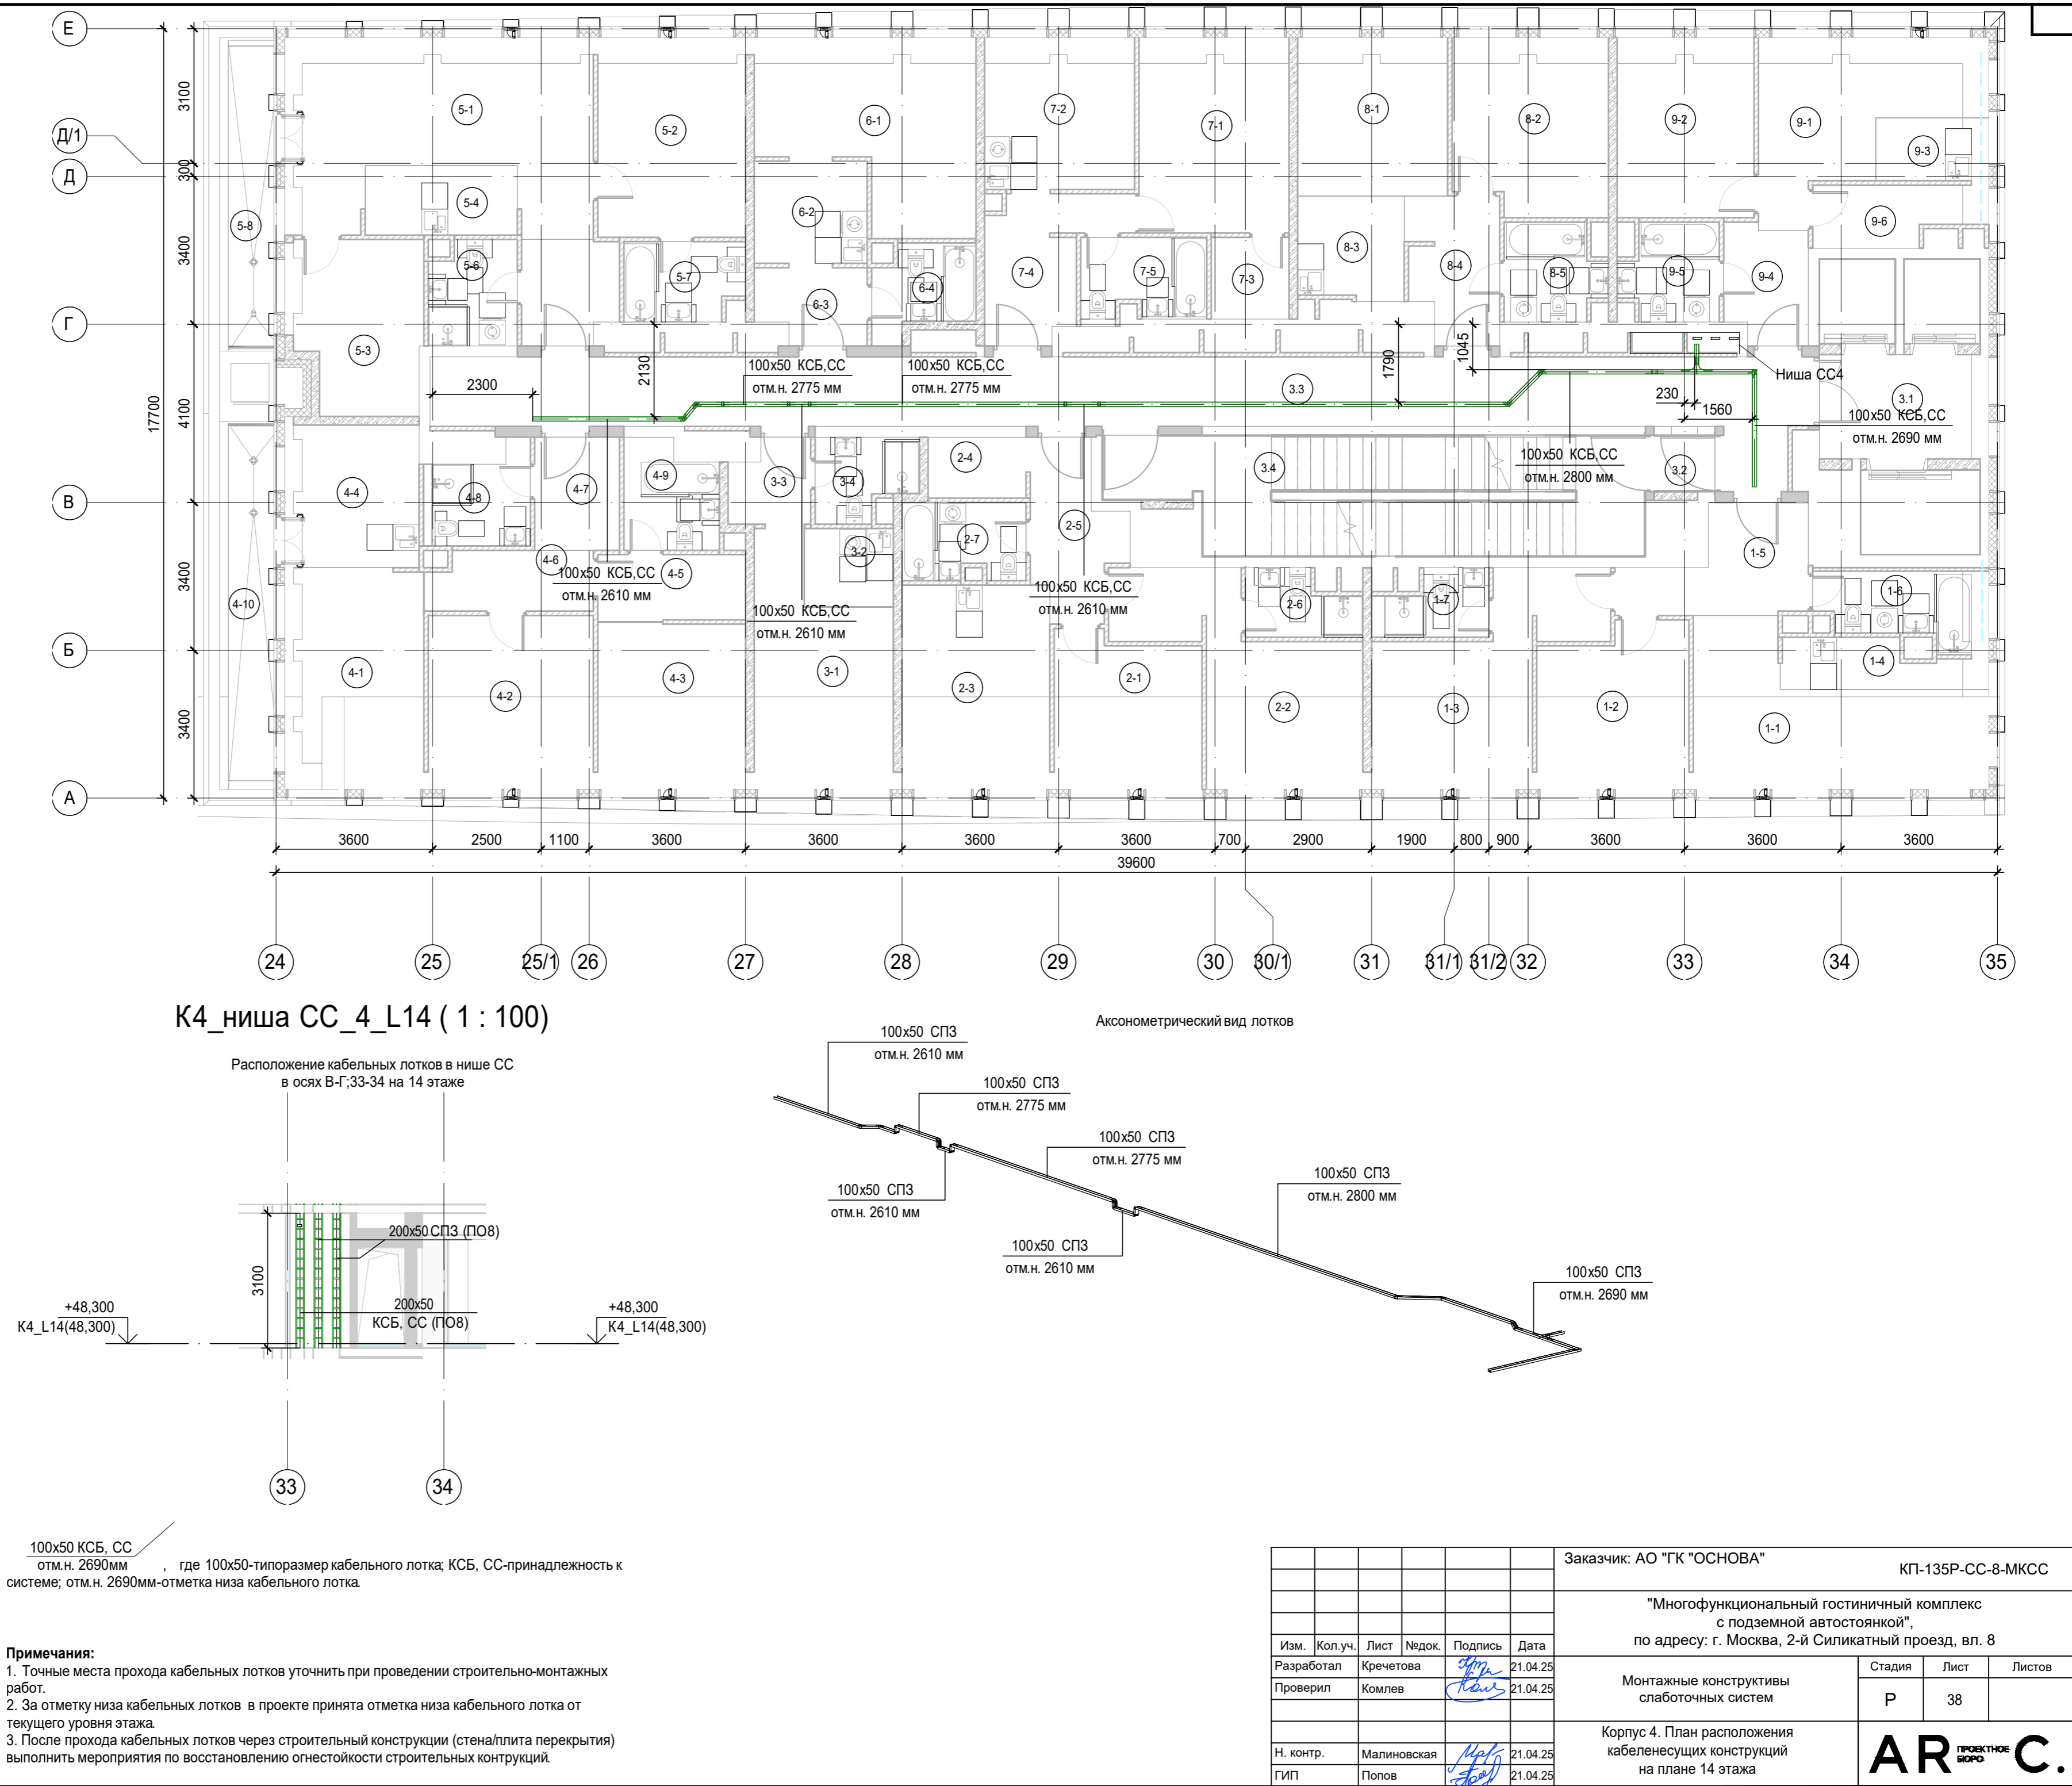 Е
Д/1
Д
Г
В
Б
А
17700
3100
300
3400
4100
3400
3400
5-1
5-2
6-1
7-2
7-1
8-1
8-2
9-2
9-1
9-3
5-8
5-4
6-2
9-6
5-6
5-7
6-4
7-4
7-5
7-3
8-3
8-4
8-5
9-5
9-4
6-3
5-3
2300
2130
100х50 КСБ,СС
отм.н. 2775 мм
100х50 КСБ,СС
отм.н. 2775 мм
3.3
1790
1045
Ниша СС4
230
1560
3.1
100х50 КСБ,СС
отм.н. 2690 мм
100х50 КСБ,СС
отм.н. 2800 мм
4-4
4-8
4-7
4-9
3-3
3-4
2-4
3.4
3.2
4-10
4-6
4-5
3-2
2-7
2-5
1-5
100х50 КСБ,СС
отм.н. 2610 мм
100х50 КСБ,СС
отм.н. 2610 мм
100х50 КСБ,СС
отм.н. 2610 мм
2-6
1-7
1-6
1-4
4-1
4-2
4-3
3-1
2-3
2-1
2-2
1-3
1-2
1-1
3600
2500
1100
3600
3600
3600
3600
700
2900
1900
800
900
3600
3600
3600
39600
24
25
25/1
26
27
28
29
30
30/1
31
31/1
31/2
32
33
34
35
К4_ниша СС_4_L14 ( 1 : 100)
Расположение кабельных лотков в нише СС
в осях В-Г;33-34 на 14 этаже
3100
200х50 СПЗ (ПО8)
200х50
КСБ, СС (ПО8)
+48,300
К4_L14(48,300)
+48,300
К4_L14(48,300)
33
34
Аксонометрический вид лотков
100х50 СПЗ
отм.н. 2610 мм
100х50 СПЗ
отм.н. 2775 мм
100х50 СПЗ
отм.н. 2775 мм
100х50 СПЗ
отм.н. 2610 мм
100х50 СПЗ
отм.н. 2800 мм
100х50 СПЗ
отм.н. 2610 мм
100х50 СПЗ
отм.н. 2690 мм
100х50 КСБ, СС
отм.н. 2690мм , где 100х50-типоразмер кабельного лотка; КСБ, СС-принадлежность к
системе; отм.н. 2690мм-отметка низа кабельного лотка.
Примечания:
1. Точные места прохода кабельных лотков уточнить при проведении строительно-монтажных
работ.
2. За отметку низа кабельных лотков в проекте принята отметка низа кабельного лотка от
текущего уровня этажа.
3. После прохода кабельных лотков через строительный конструкции (стена/плита перекрытия)
выполнить мероприятия по восстановлению огнестойкости строительных контрукций.
Заказчик: АО "ГК "ОСНОВА"
КП-135Р-СС-8-МКСС
"Многофункциональный гостиничный комплекс
с подземной автостоянкой",
по адресу: г. Москва, 2-й Силикатный проезд, вл. 8
Изм. Кол.уч. Лист №док. Подпись Дата
Разработал Кречетова 21.04.25
Проверил Комлев 21.04.25
Н. контр. Малиновская 21.04.25
ГИП Попов 21.04.25
Монтажные конструктивы
слаботочных систем
Стадия Лист Листов
Р 38
Корпус 4. План расположения
кабеленесущих конструкций
на плане 14 этажа
AR ПРОЕКТНОЕ БЮРО C.